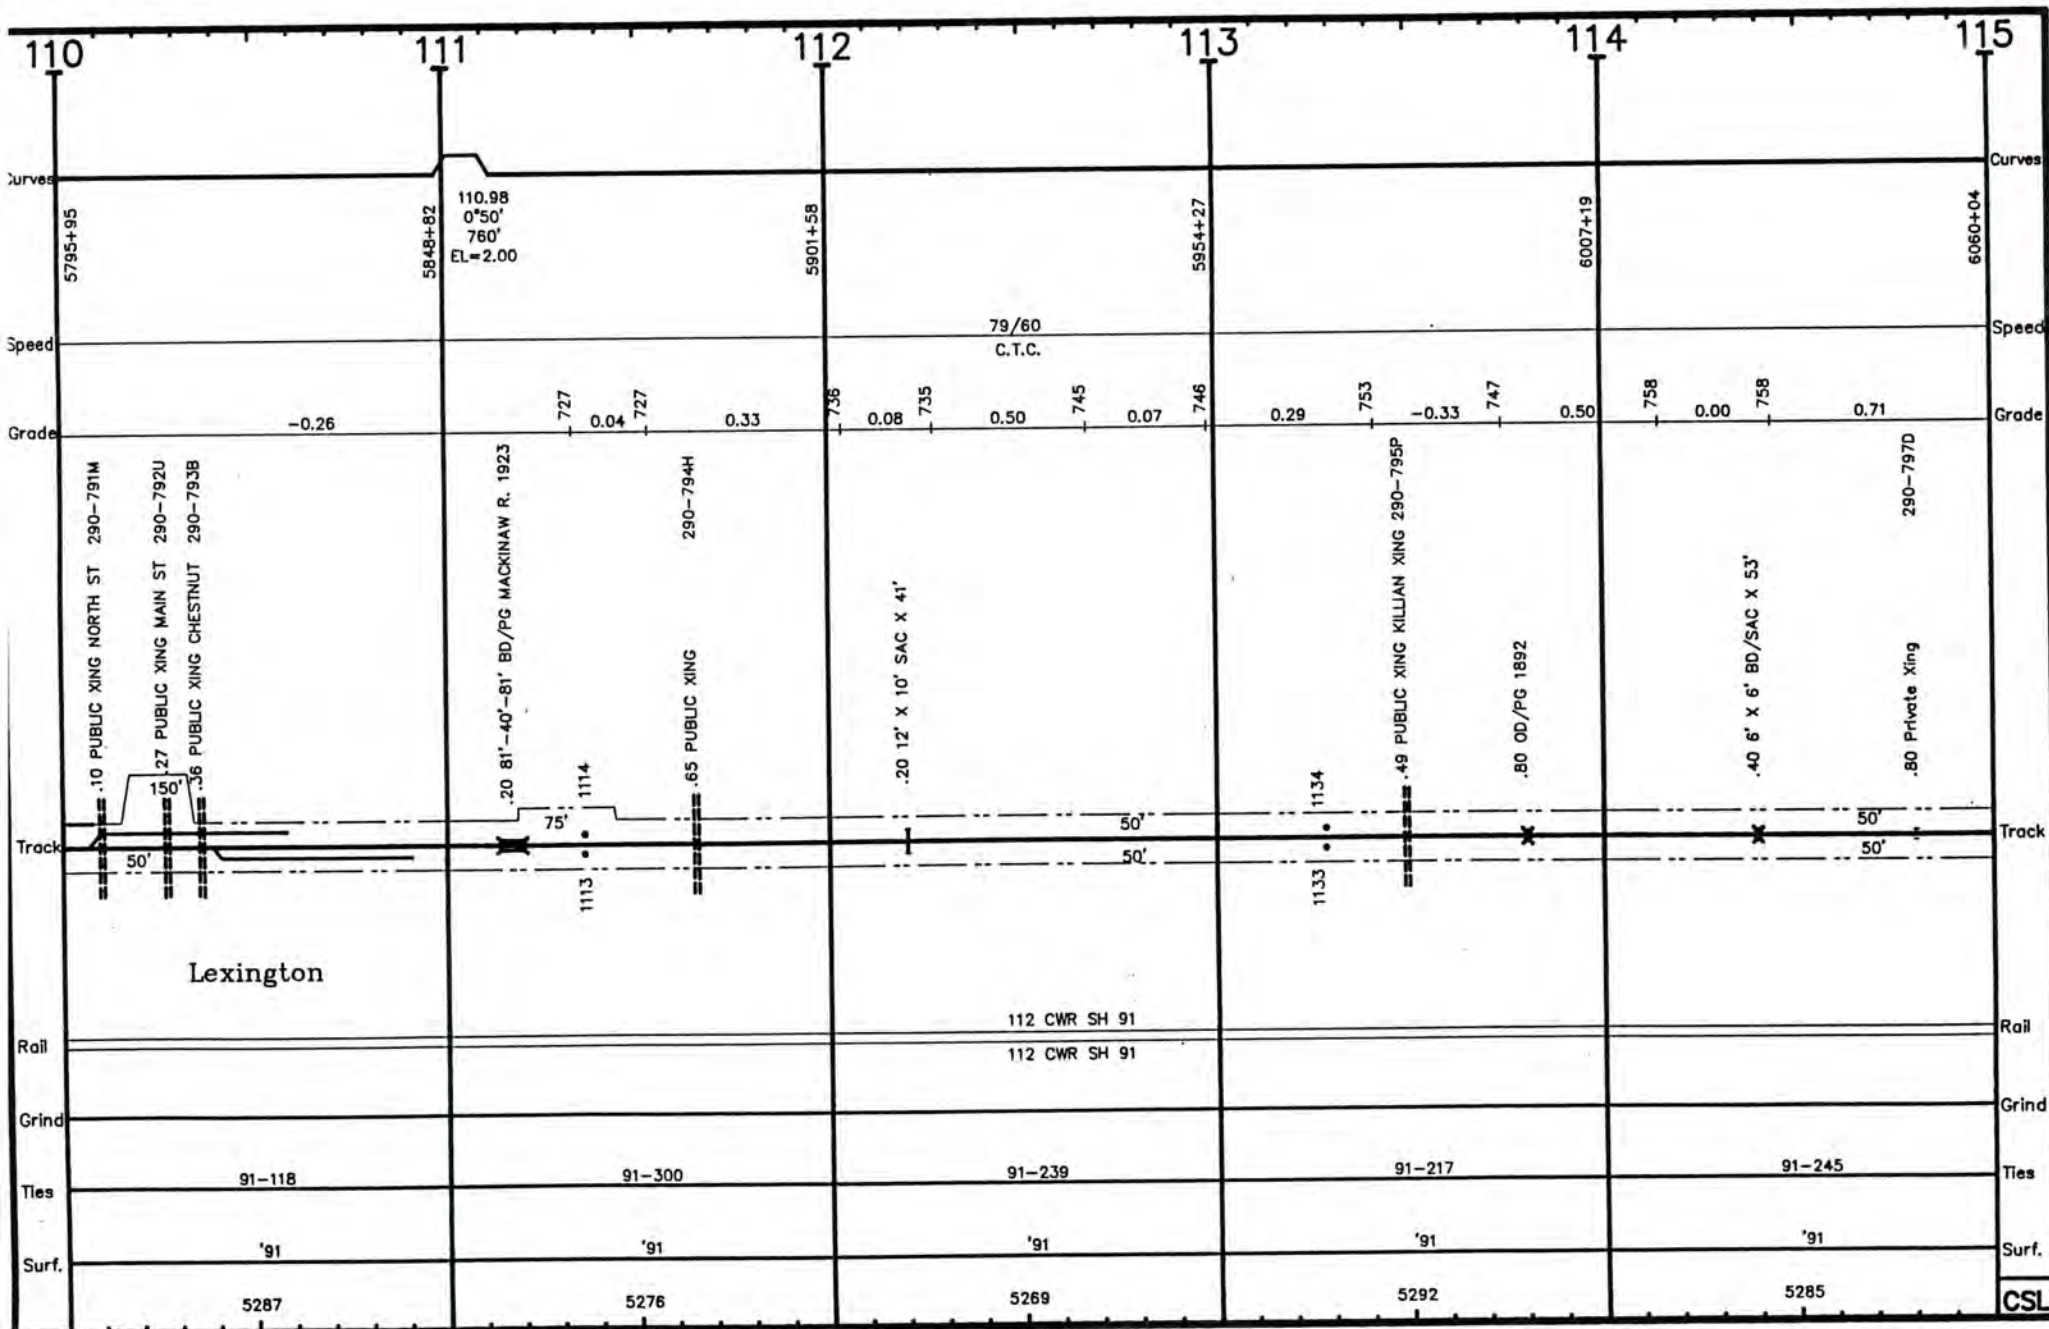 110 111 112 113 114 115
Curves Curves
5795+95 5848+82 5901+58 5954+27 6007+19 6060+04
110.98
0°50'
760'
EL=2.00
Speed 79/60 Speed
C.T.C.
727 727 736 735 745 746 753 747 758 758
Grade -0.26 0.04 0.33 0.08 0.50 0.07 0.29 -0.33 0.50 0.00 0.71 Grade
.10 PUBLIC XING NORTH ST 290-791M
.27 PUBLIC XING MAIN ST 290-792U
.36 PUBLIC XING CHESTNUT 290-793B
.20 81'-40'-81' BD/PG MACKINAW R. 1923
.65 PUBLIC XING 290-794H
.20 12' X 10' SAC X 41'
.49 PUBLIC XING KILLIAN XING 290-795P
.80 OD/PG 1892
.40 6' X 6' BD/SAC X 53'
.80 Private Xing 290-797D
150' 1114 1134
75' 50' 50'
Track Track
50' 50' 50'
1113 1133
Lexington
112 CWR SH 91
Rail Rail
112 CWR SH 91
Grind Grind
Ties 91-118 91-300 91-239 91-217 91-245 Ties
Surf. '91 '91 '91 '91 '91 Surf.
5287 5276 5269 5292 5285
CSL